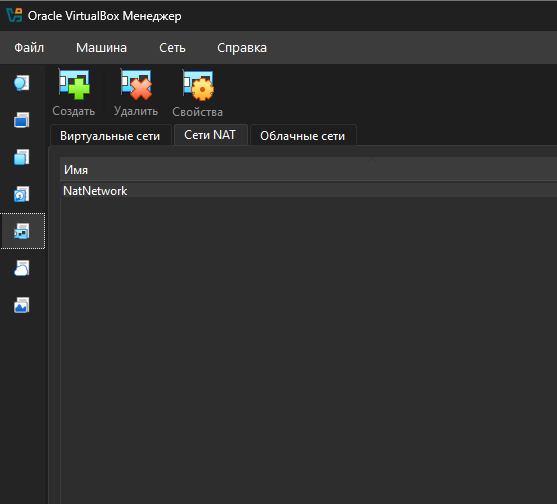 Oracle VirtualBox Менеджер
Файл Машина Сеть Справка
Создать Удалить Свойства
Виртуальные сети Сети NAT Облачные сети
Имя
NatNetwork